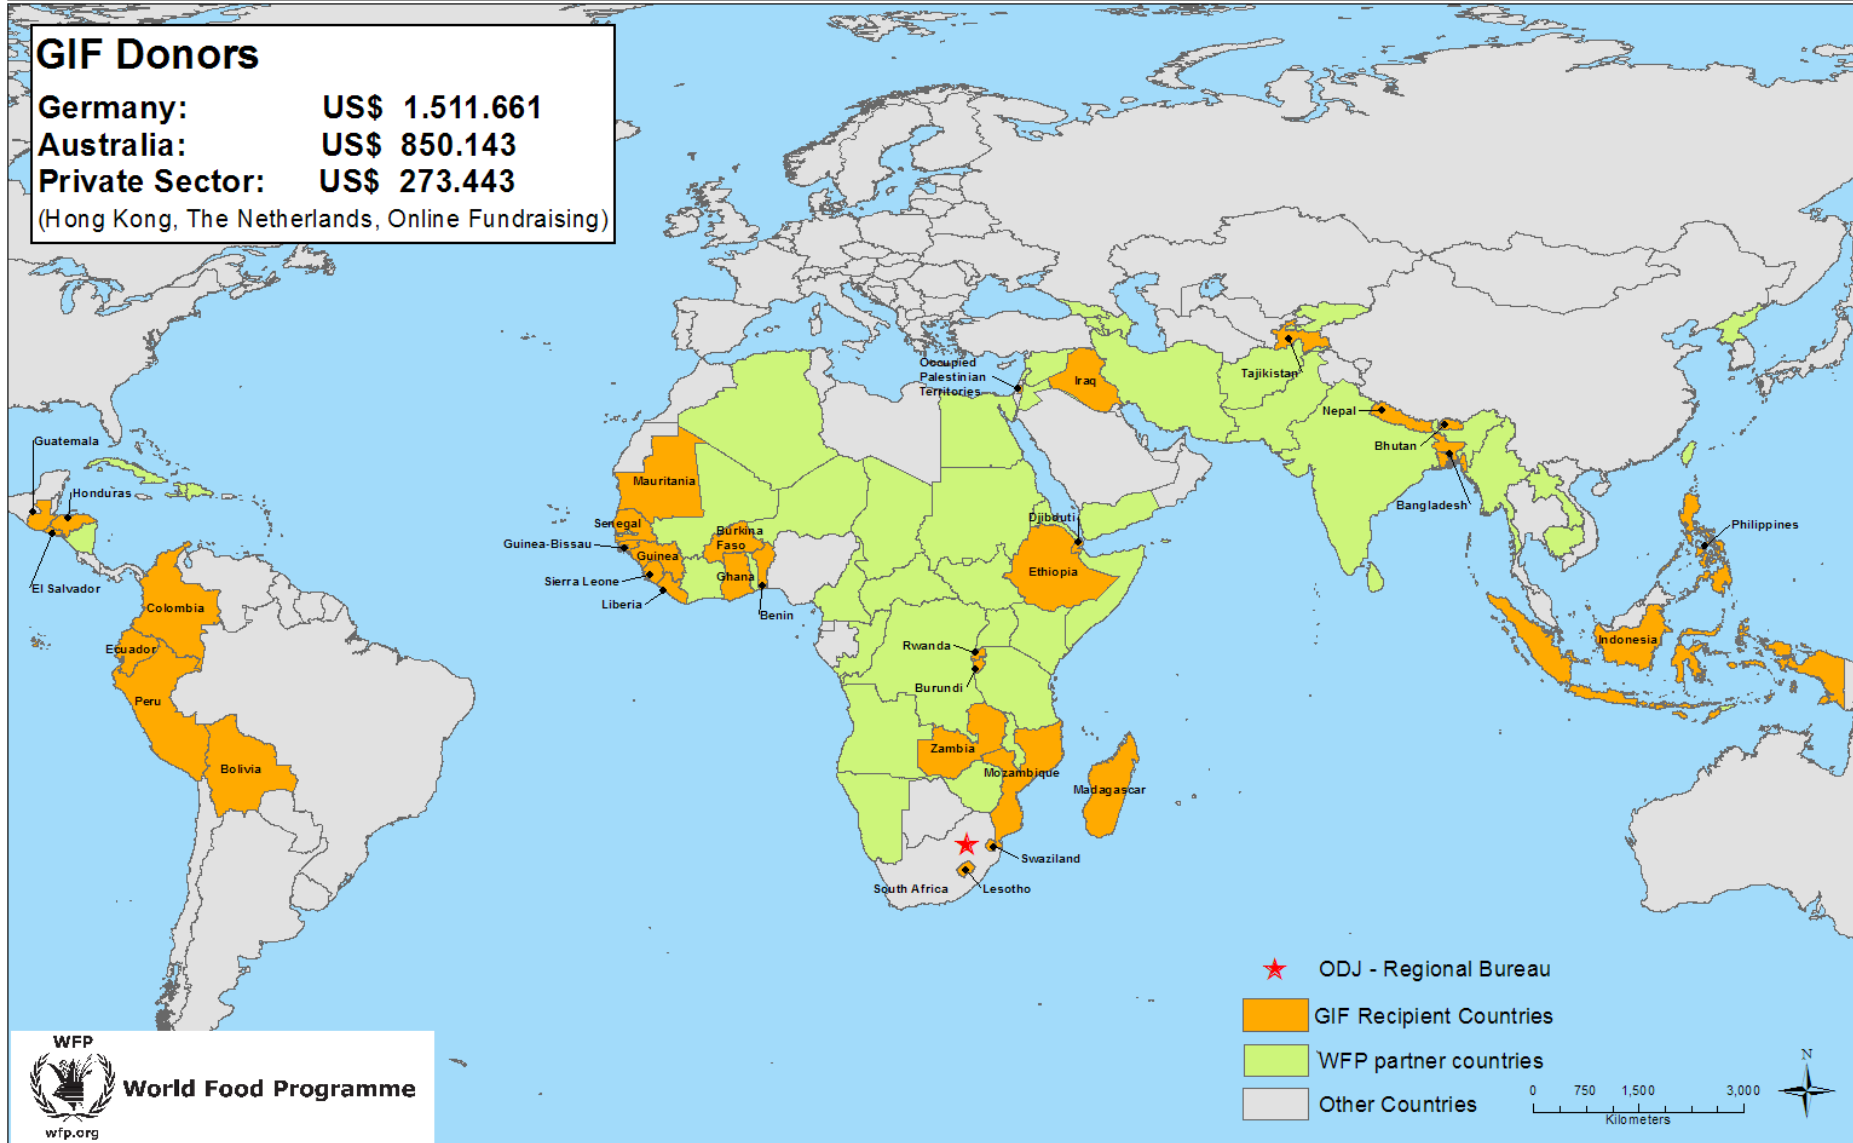 GIF Donors
Germany: US$ 1.511.661
Australia: US$ 850.143
Private Sector: US$ 273.443
(Hong Kong, The Netherlands, Online Fundraising)
Guatemala
Honduras
El Salvador
Colombia
Ecuador
Peru
Bolivia
Mauritania
Senegal
Guinea-Bissau
Guinea
Sierra Leone
Liberia
Burkina
Faso
Ghana
Benin
Occupied
Palestinian
Territories
Iraq
Djibouti
Ethiopia
Rwanda
Burundi
Zambia
Mozambique
Madagascar
Swaziland
South Africa
Lesotho
Tajikistan
Nepal
Bhutan
Bangladesh
Philippines
Indonesia
ODJ - Regional Bureau
GIF Recipient Countries
WFP partner countries
Other Countries
0 750 1,500 3,000
Kilometers
N
WFP
wfp.org
World Food Programme